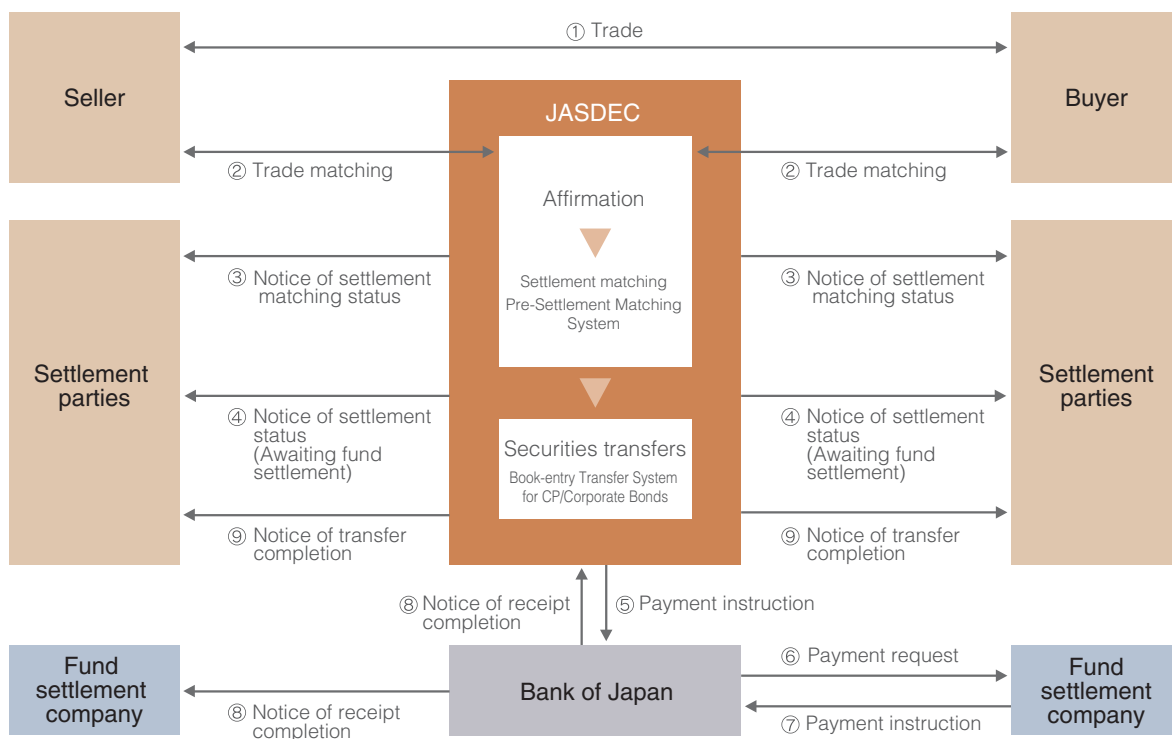 ① Trade
Seller
Buyer
JASDEC
② Trade matching
② Trade matching
Affirmation
Settlement matching
Pre-Settlement Matching
System
③ Notice of settlement
matching status
③ Notice of settlement
matching status
Settlement
parties
Settlement
parties
④ Notice of settlement
status
(Awaiting fund
settlement)
④ Notice of settlement
status
(Awaiting fund
settlement)
Securities transfers
Book-entry Transfer System
for CP/Corporate Bonds
⑨ Notice of transfer
completion
⑨ Notice of transfer
completion
⑧ Notice of receipt
completion
⑤ Payment instruction
Fund
settlement
company
Bank of Japan
⑥ Payment request
Fund
settlement
company
⑧ Notice of receipt
completion
⑦ Payment instruction